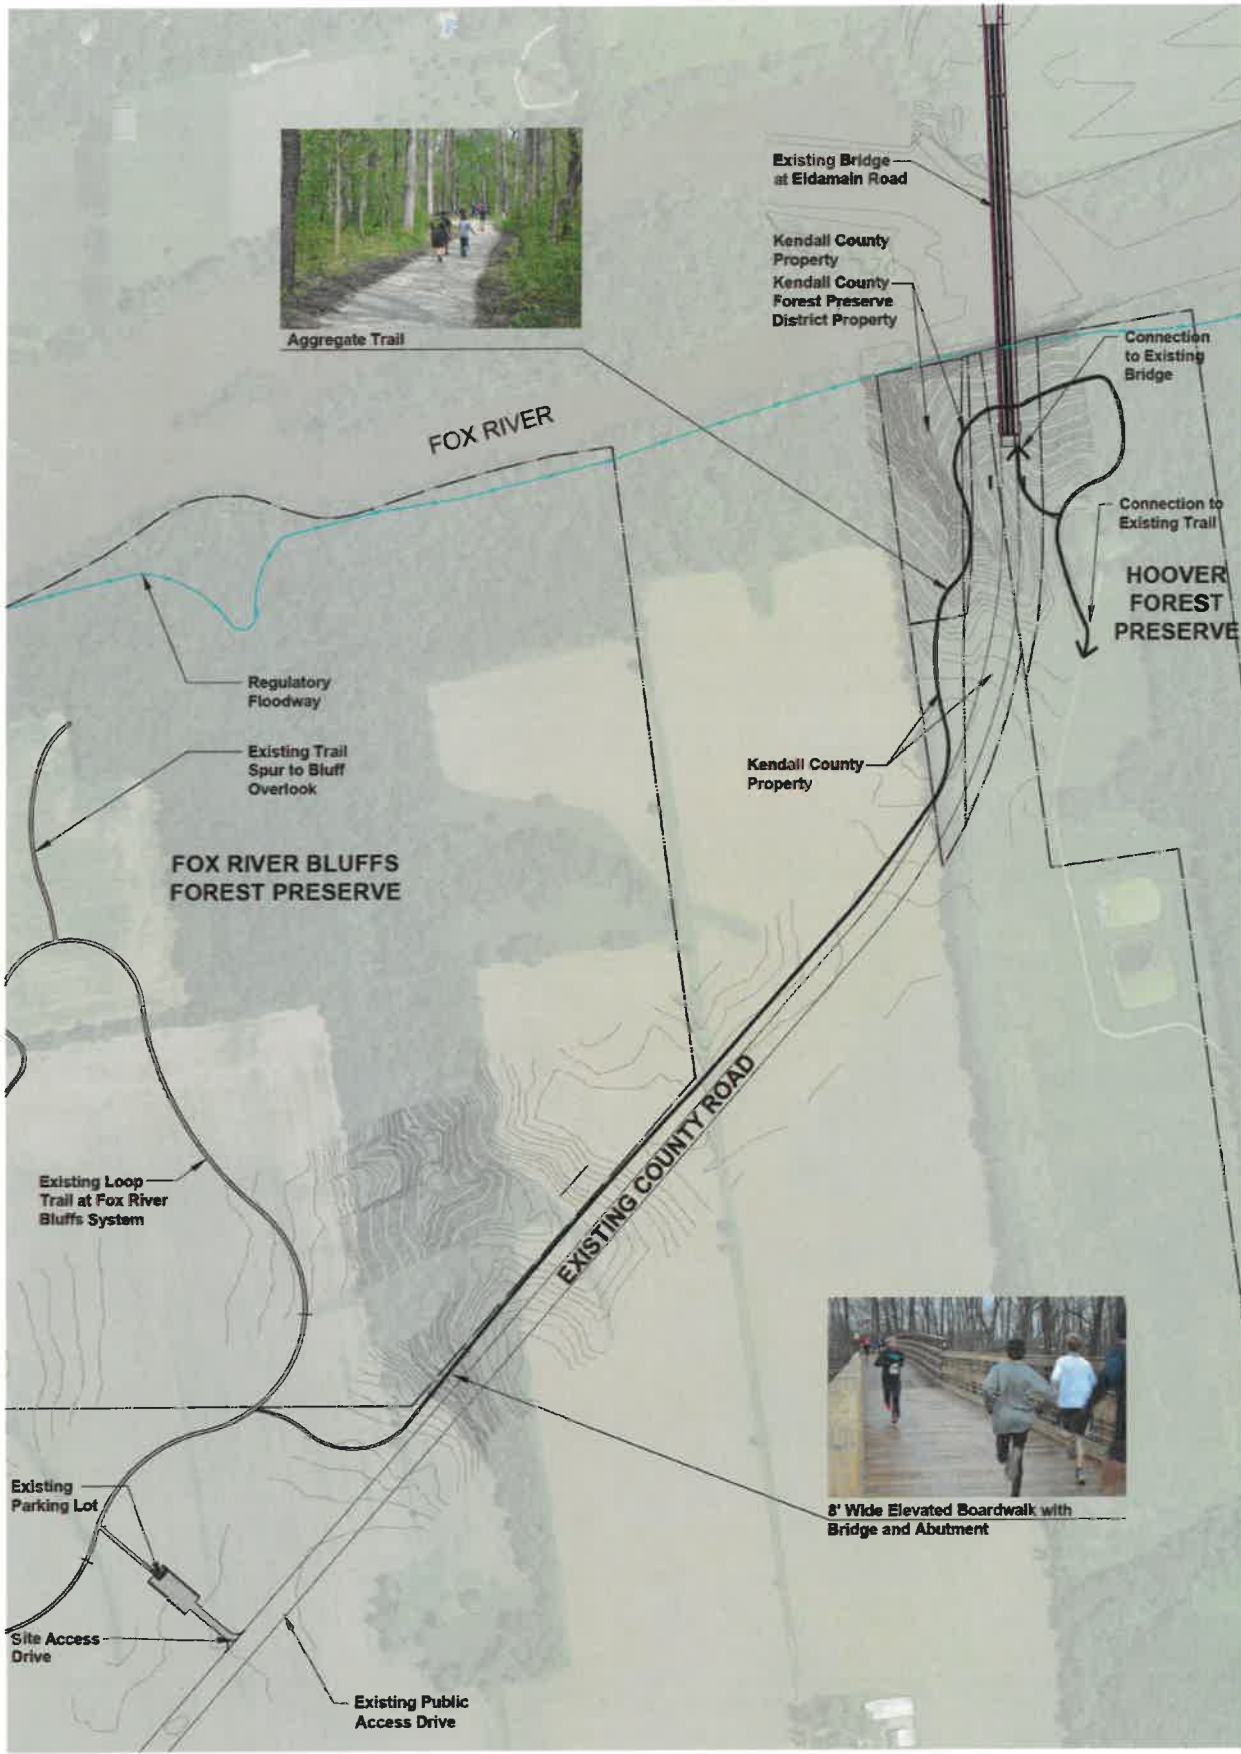 Existing Bridge
at Eldamain Road
Kendall County
Property
Kendall County
Forest Preserve
District Property
Aggregate Trail
Connection
to Existing
Bridge
FOX RIVER
Connection to
Existing Trail
HOOVER
FOREST
PRESERVE
Regulatory
Floodway
Existing Trail
Spur to Bluff
Overlook
Kendall County
Property
FOX RIVER BLUFFS
FOREST PRESERVE
EXISTING COUNTY ROAD
Existing Loop
Trail at Fox River
Bluffs System
Existing
Parking Lot
8' Wide Elevated Boardwalk with
Bridge and Abutment
Site Access
Drive
Existing Public
Access Drive